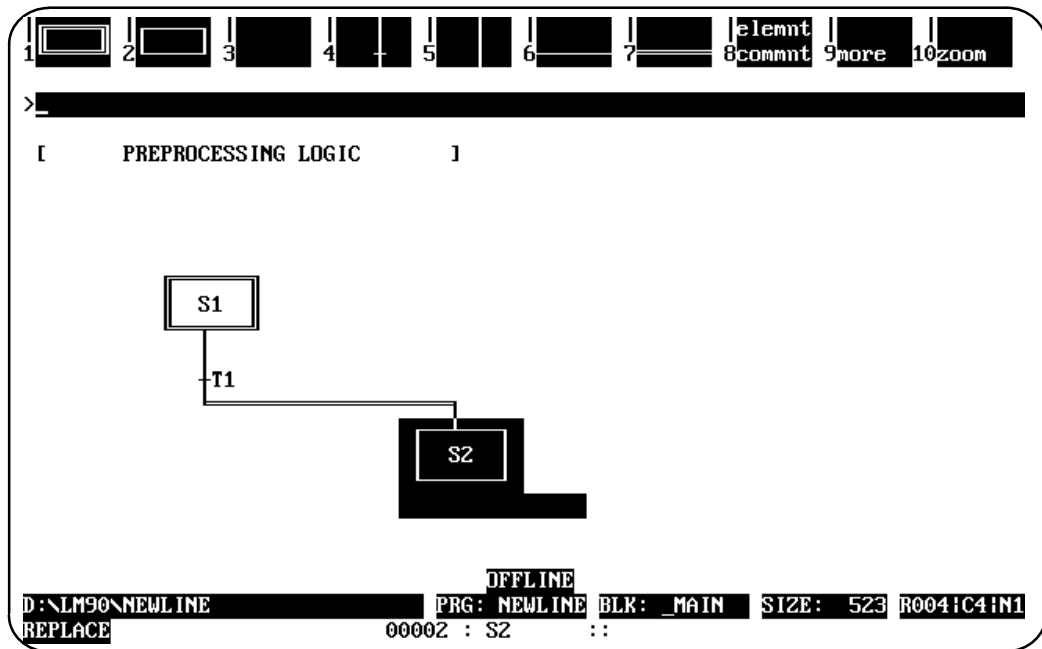 elemnt
1 2 3 4 5 6 7 8commnt 9more 10zoom
>_
[ PREPROCESSING LOGIC ]
S1
T1
S2
OFFLINE
D:\LM90\NEWLINE PRG: NEWLINE BLK: _MAIN SIZE: 523 R004|C4|N1
REPLACE 00002 : S2 ::